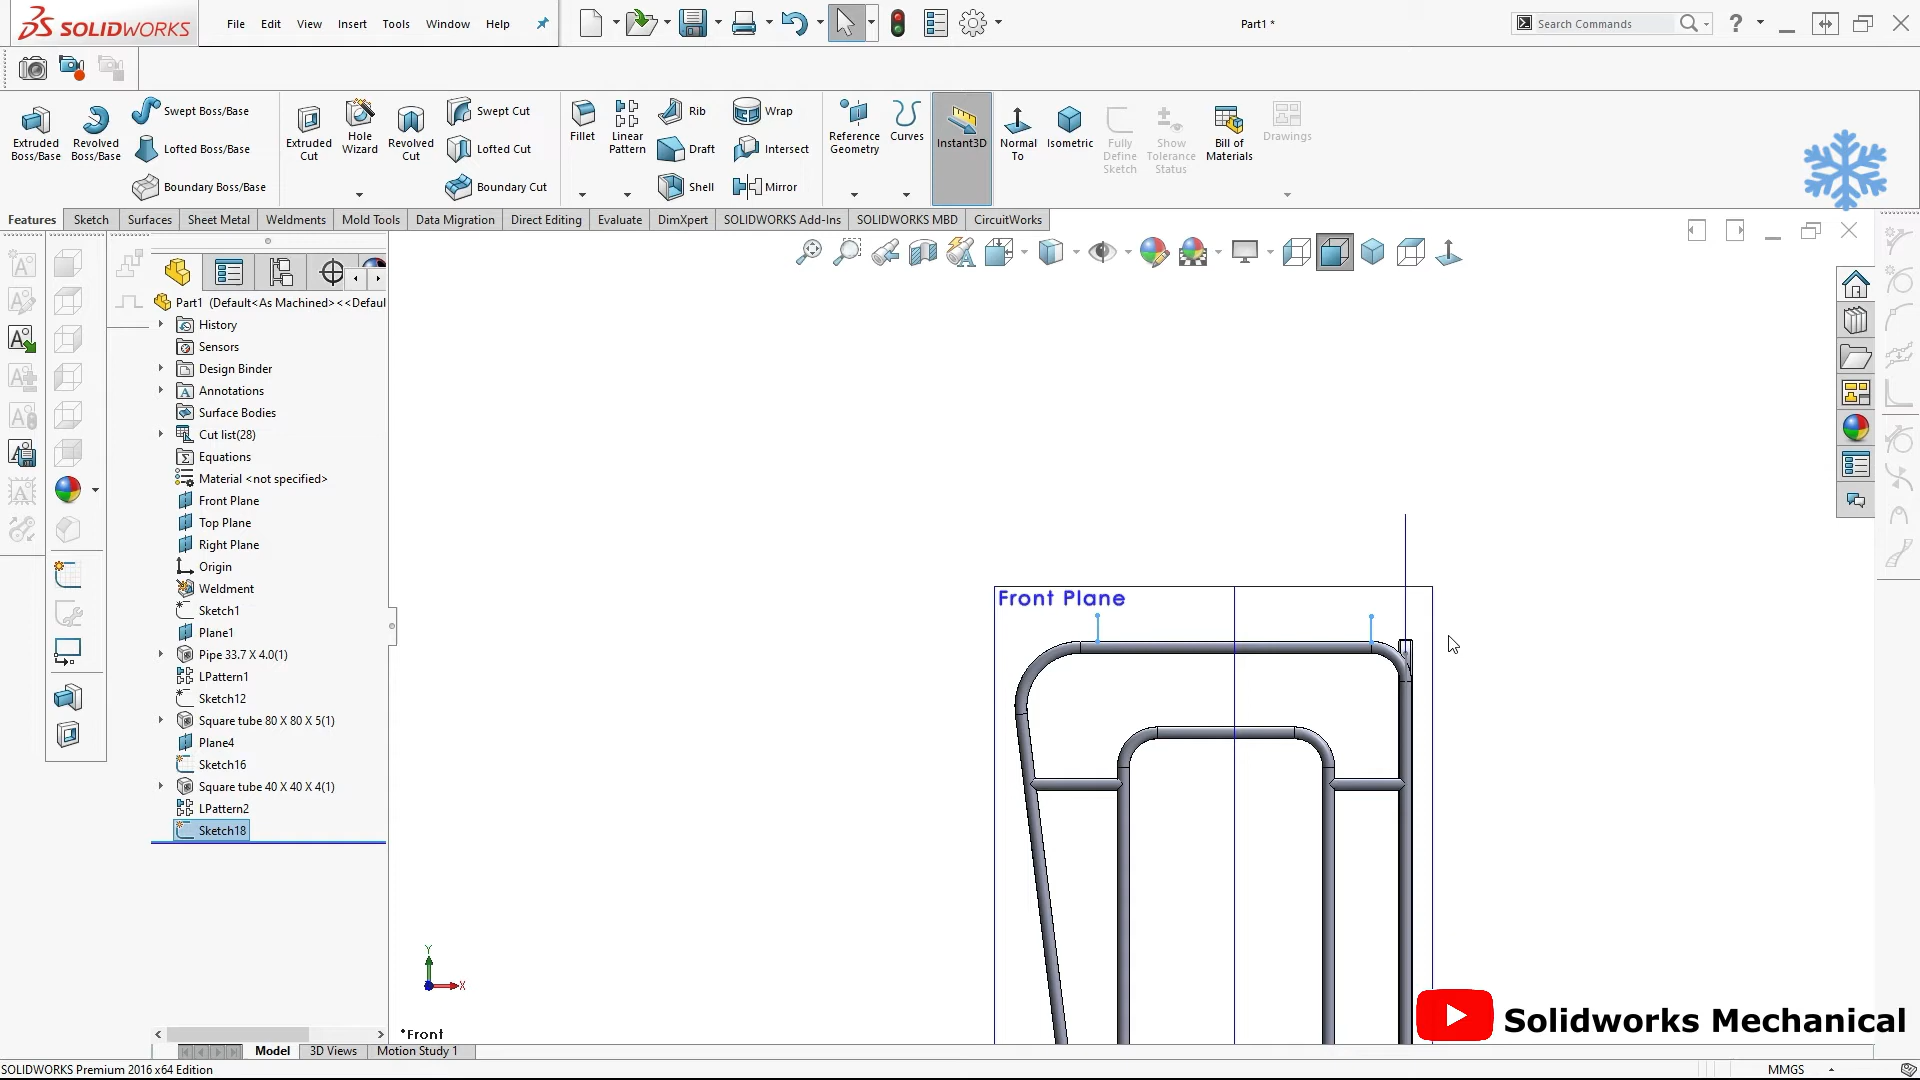 SOLIDWORKS
File Edit View Insert Tools Window Help
Part1 *
Search Commands
Extruded Boss/Base
Revolved Boss/Base
Swept Boss/Base
Lofted Boss/Base
Boundary Boss/Base
Extruded Cut
Hole Wizard
Revolved Cut
Swept Cut
Lofted Cut
Boundary Cut
Fillet
Linear Pattern
Rib
Draft
Shell
Wrap
Intersect
Mirror
Reference Geometry
Curves
Instant3D
Normal To
Isometric
Fully Define Sketch
Show Tolerance Status
Bill of Materials
Drawings
Features Sketch Surfaces Sheet Metal Weldments Mold Tools Data Migration Direct Editing Evaluate DimXpert SOLIDWORKS Add-Ins SOLIDWORKS MBD CircuitWorks
Part1 (Default<As Machined><<Defaul
History
Sensors
Design Binder
Annotations
Surface Bodies
Cut list(28)
Equations
Material <not specified>
Front Plane
Top Plane
Right Plane
Origin
Weldment
Sketch1
Plane1
Pipe 33.7 X 4.0(1)
LPattern1
Sketch12
Square tube 80 X 80 X 5(1)
Plane4
Sketch16
Square tube 40 X 40 X 4(1)
LPattern2
Sketch18
Front Plane
Y
X
*Front
Solidworks Mechanical
Model 3D Views Motion Study 1
SOLIDWORKS Premium 2016 x64 Edition
MMGS